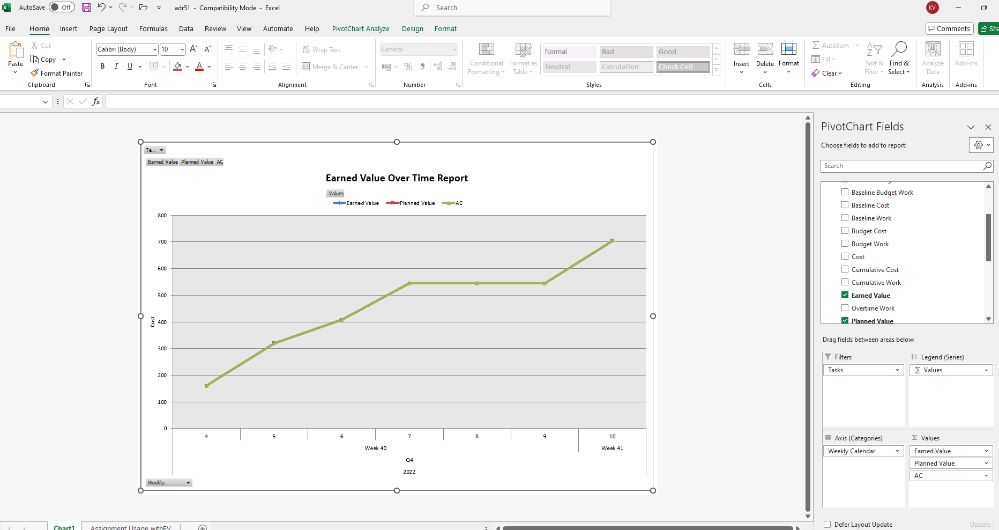 AutoSave Off adr51 - Compatibility Mode - Excel Search KV
File Home Insert Page Layout Formulas Data Review View Automate Help PivotChart Analyze Design Format Comments Sha
Paste
Cut
Copy
Format Painter
Clipboard
Calibri (Body) 10
B I U
Font
Wrap Text
Merge & Center
Alignment
General
Number
Conditional Formatting
Format as Table
Normal Bad Good
Neutral Calculation Check Cell
Styles
Insert Delete Format
Cells
AutoSum
Fill
Clear
Sort & Filter
Find & Select
Editing
Analyze Data
Analysis
Add-ins
Add-ins
fx
Ta...
Earned Value Planned Value AC
Earned Value Over Time Report
Values
Earned Value Planned Value AC
800
700
600
500
400
300
200
100
0
Cost
4 5 6 7 8 9 10
Week 40 Week 41
Q4
2022
Weekly...
PivotChart Fields
Choose fields to add to report:
Search
Baseline Budget Work
Baseline Cost
Baseline Work
Budget Cost
Budget Work
Cost
Cumulative Cost
Cumulative Work
Earned Value
Overtime Work
Planned Value
Drag fields between areas below:
Filters
Tasks
Legend (Series)
Σ Values
Axis (Categories)
Weekly Calendar
Σ Values
Earned Value
Planned Value
AC
Defer Layout Update Update
Chart1 Assignment Usage withEV